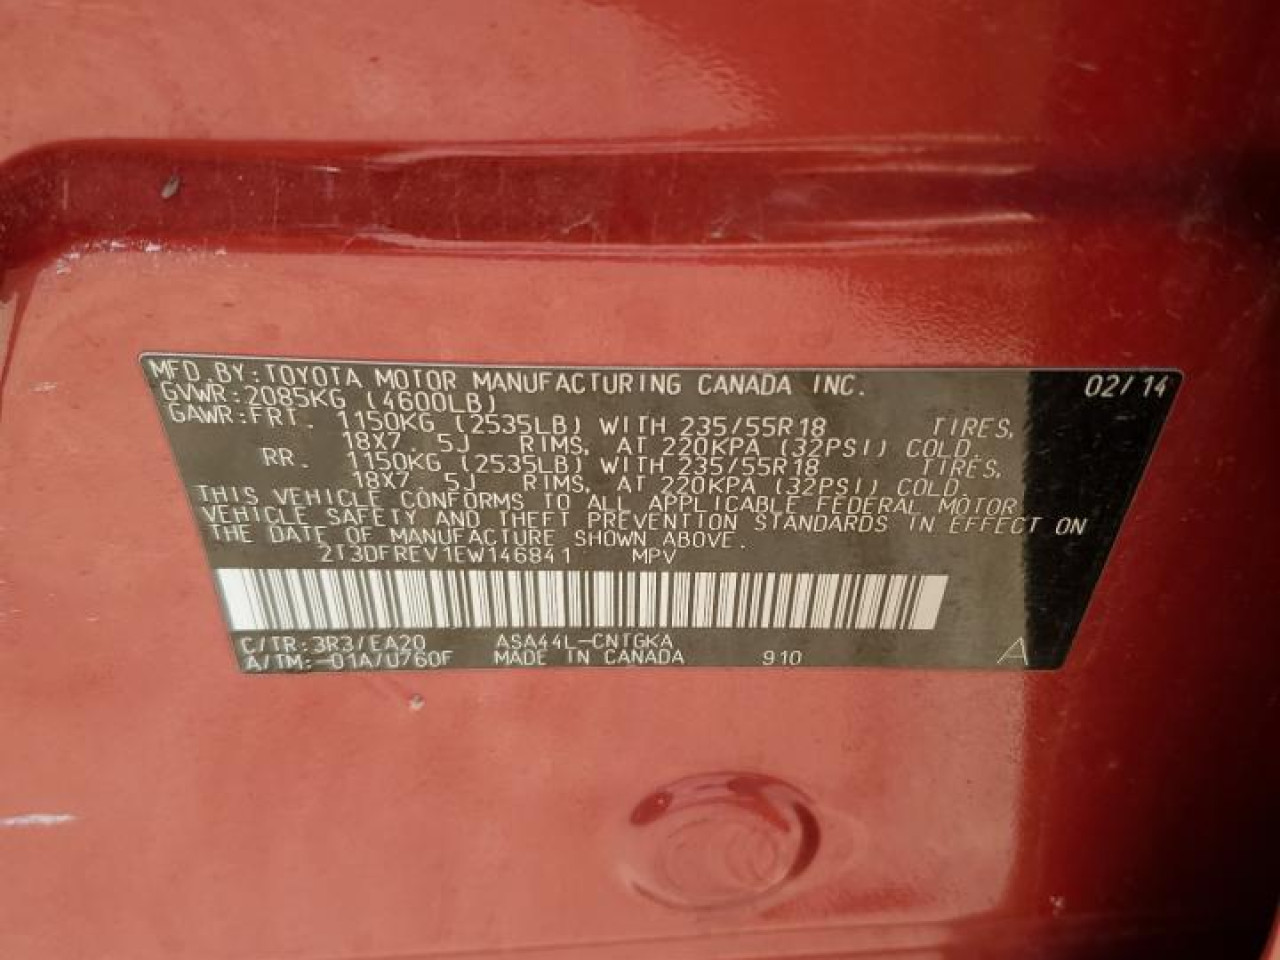 MFD. BY: TOYOTA MOTOR MANUFACTURING CANADA INC. 02/14
GVWR: 2085KG (4600LB)
GAWR: FRT. 1150KG (2535LB) WITH 235/55R18 TIRES,
18X7. 5J RIMS, AT 220KPA (32PSI) COLD.
RR. 1150KG (2535LB) WITH 235/55R18 TIRES,
18X7. 5J RIMS, AT 220KPA (32PSI) COLD.
THIS VEHICLE CONFORMS TO ALL APPLICABLE FEDERAL MOTOR
VEHICLE SAFETY AND THEFT PREVENTION STANDARDS IN EFFECT ON
THE DATE OF MANUFACTURE SHOWN ABOVE.
2T3DFREV1EW146841 MPV
C/TR: 3R3/EA20 ASA44L-CNTGKA
A/TM: -01A/U760F MADE IN CANADA 910 A